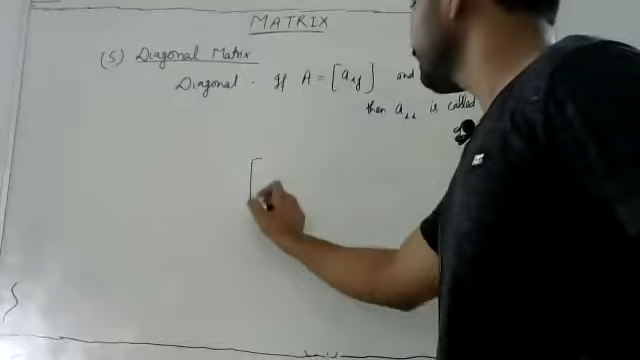 MATRIX
(5) Diagonal Matrix
Diagonal - If A = [aij] and
then aii is called